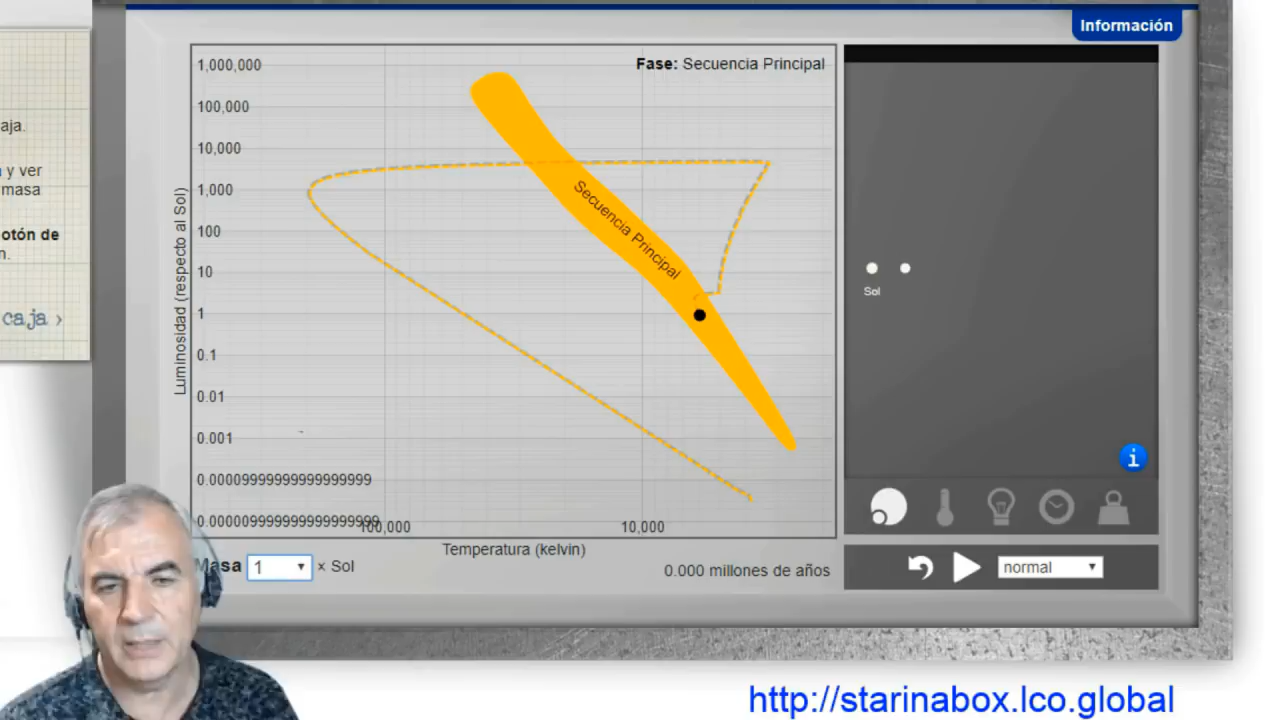 Información
aja.
y ver
masa
otón de
n.
caja ›
Fase: Secuencia Principal
1,000,000
100,000
10,000
1,000
100
10
1
0.1
0.01
0.001
0.00009999999999999999
0.000009999999999999999
Luminosidad (respecto al Sol)
Secuencia Principal
100,000
10,000
Temperatura (kelvin)
Masa 1 × Sol
0.000 millones de años
Sol
i
normal
http://starinabox.lco.global